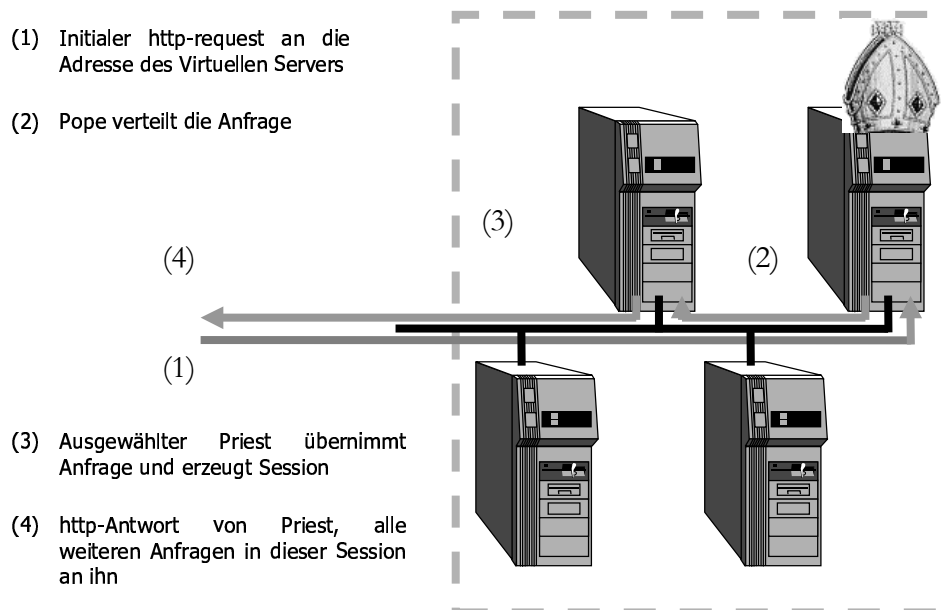 (1) Initialer http-request an die
Adresse des Virtuellen Servers
(2) Pope verteilt die Anfrage
(3)
(2)
(4)
(1)
(3) Ausgewählter Priest übernimmt
Anfrage und erzeugt Session
(4) http-Antwort von Priest, alle
weiteren Anfragen in dieser Session
an ihn